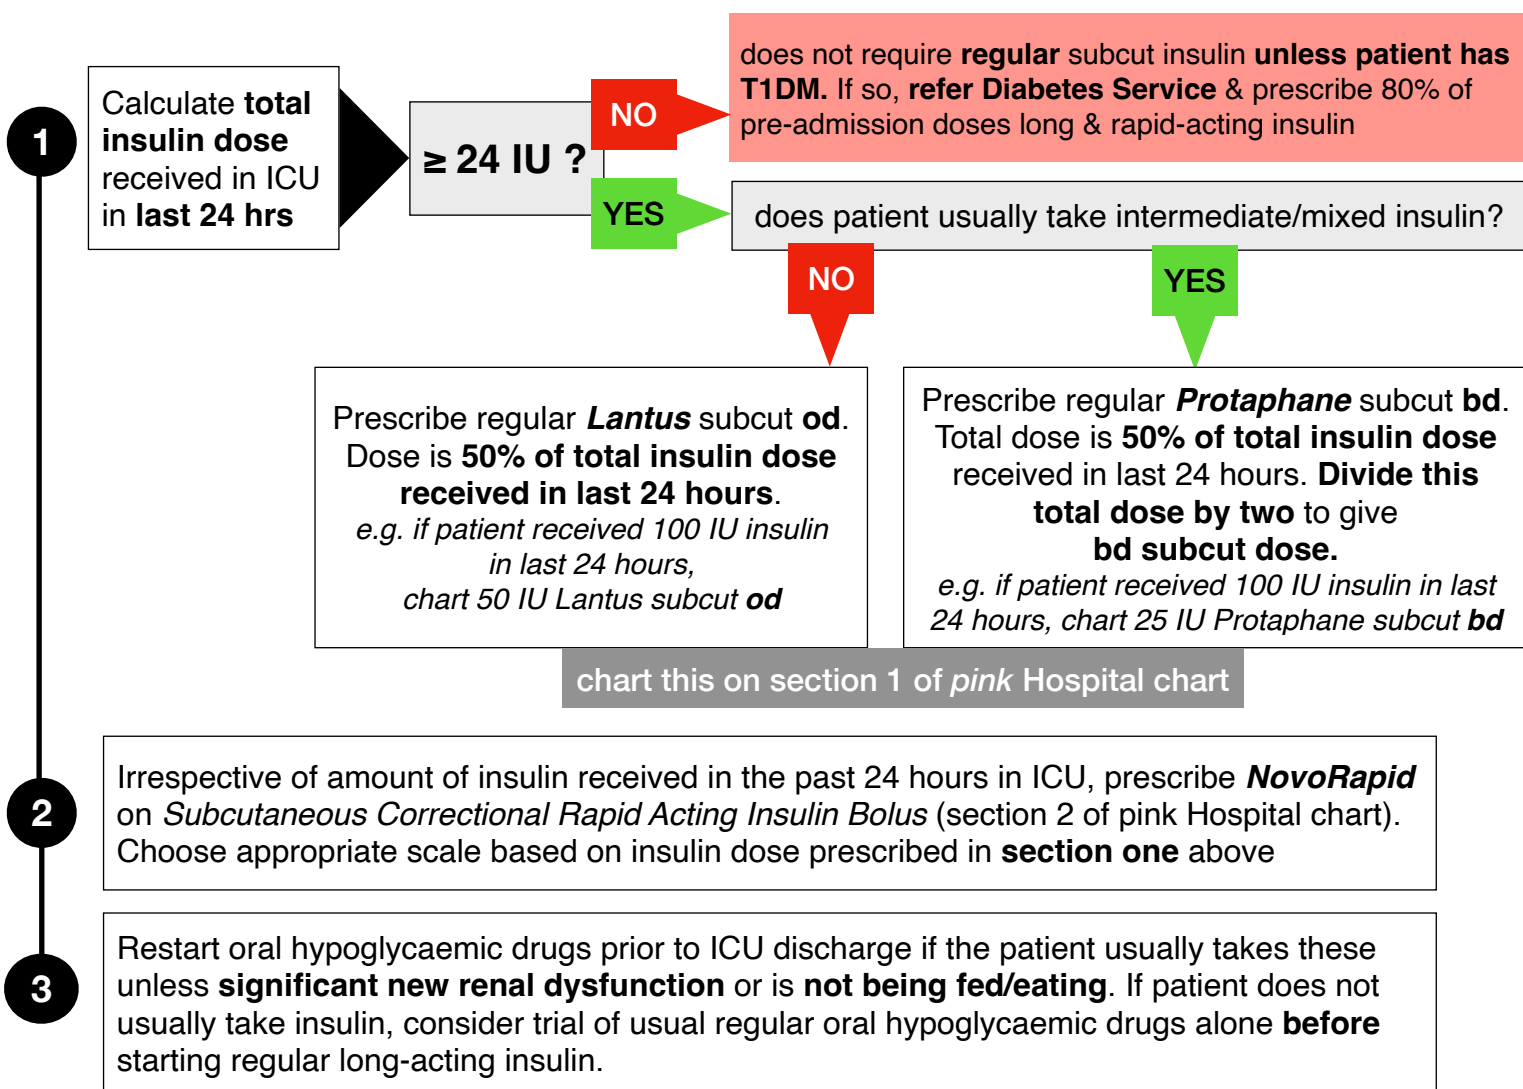 1
Calculate total
insulin dose
received in ICU
in last 24 hrs
≥ 24 IU ?
NO
does not require regular subcut insulin unless patient has
T1DM. If so, refer Diabetes Service & prescribe 80% of
pre-admission doses long & rapid-acting insulin
YES
does patient usually take intermediate/mixed insulin?
NO
YES
Prescribe regular Lantus subcut od.
Dose is 50% of total insulin dose
received in last 24 hours.
e.g. if patient received 100 IU insulin
in last 24 hours,
chart 50 IU Lantus subcut od
Prescribe regular Protaphane subcut bd.
Total dose is 50% of total insulin dose
received in last 24 hours. Divide this
total dose by two to give
bd subcut dose.
e.g. if patient received 100 IU insulin in last
24 hours, chart 25 IU Protaphane subcut bd
chart this on section 1 of pink Hospital chart
2
Irrespective of amount of insulin received in the past 24 hours in ICU, prescribe NovoRapid
on Subcutaneous Correctional Rapid Acting Insulin Bolus (section 2 of pink Hospital chart).
Choose appropriate scale based on insulin dose prescribed in section one above
3
Restart oral hypoglycaemic drugs prior to ICU discharge if the patient usually takes these
unless significant new renal dysfunction or is not being fed/eating. If patient does not
usually take insulin, consider trial of usual regular oral hypoglycaemic drugs alone before
starting regular long-acting insulin.